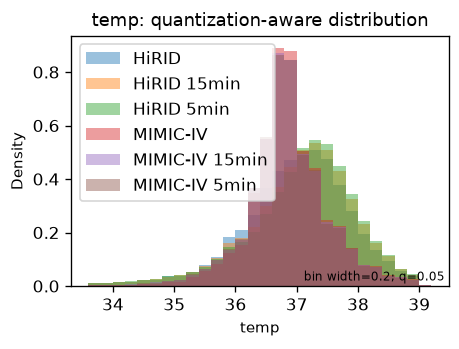 temp: quantization-aware distribution
HiRID
HiRID 15min
HiRID 5min
MIMIC-IV
MIMIC-IV 15min
MIMIC-IV 5min
Density
0.8
0.6
0.4
0.2
0.0
bin width=0.2; q=0.05
34 35 36 37 38 39
temp